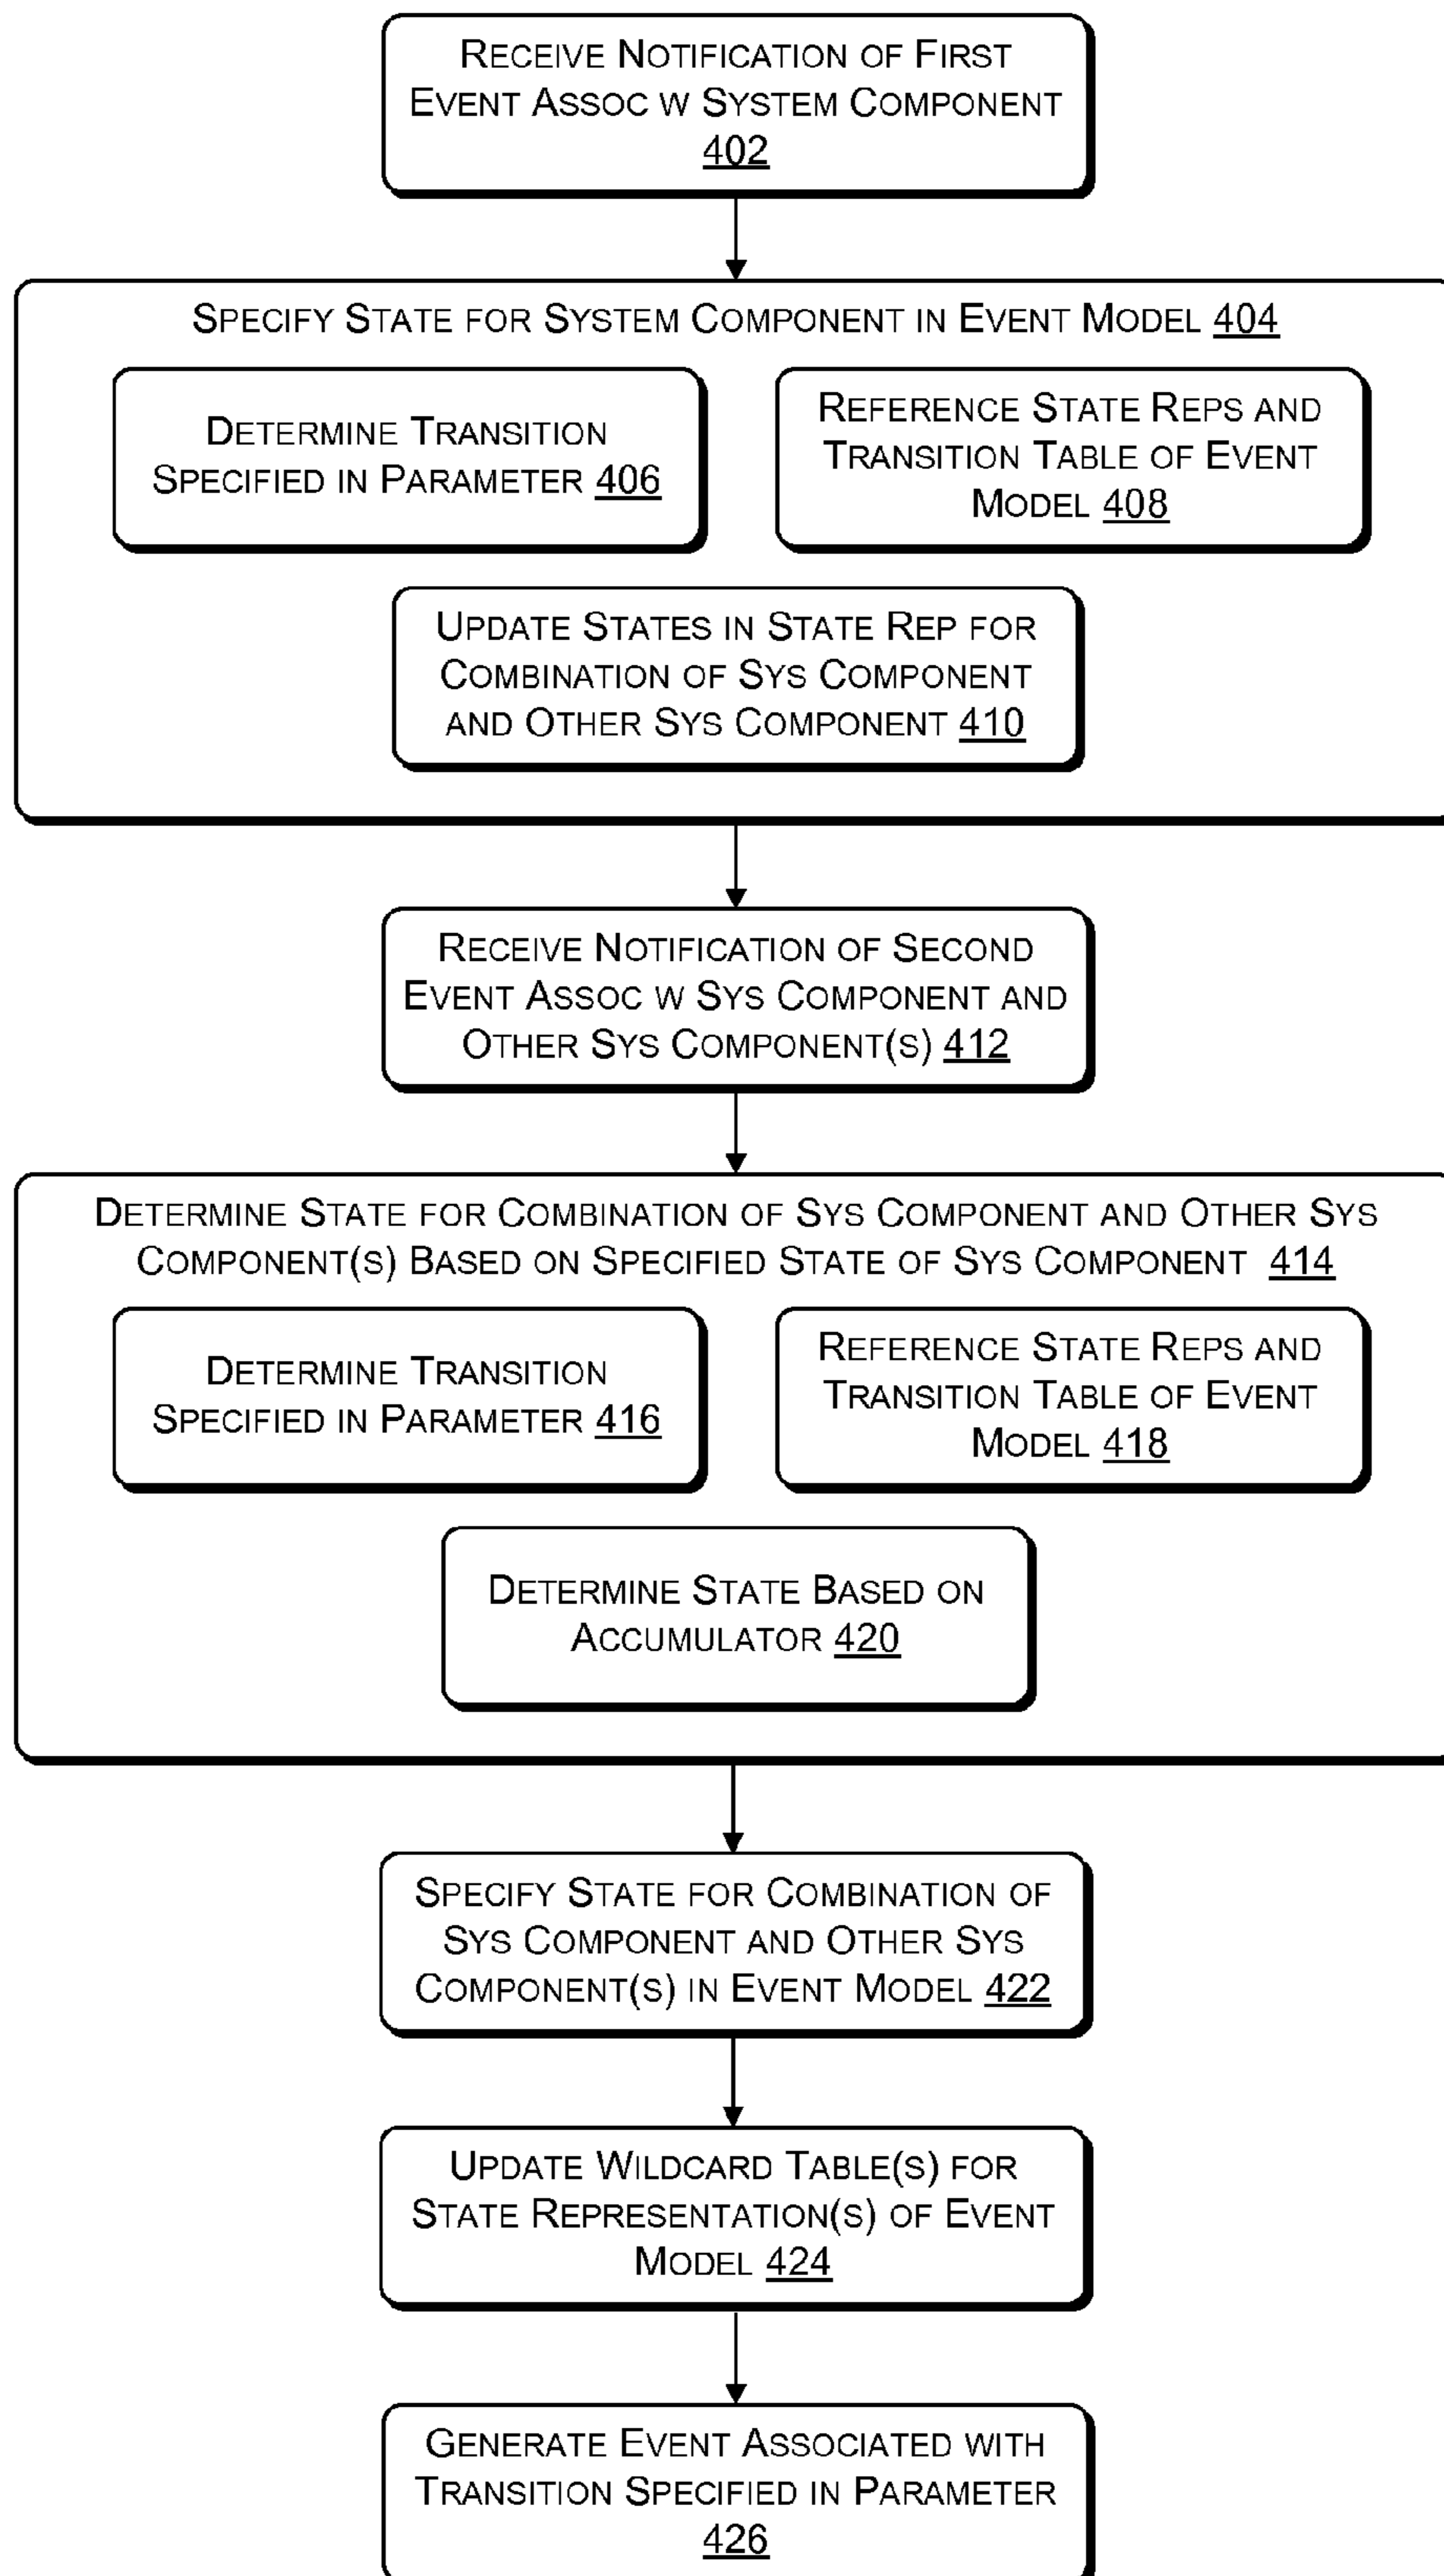 RECEIVE NOTIFICATION OF FIRST
EVENT ASSOC W SYSTEM COMPONENT
402
SPECIFY STATE FOR SYSTEM COMPONENT IN EVENT MODEL 404
DETERMINE TRANSITION
SPECIFIED IN PARAMETER 406
REFERENCE STATE REPS AND
TRANSITION TABLE OF EVENT
MODEL 408
UPDATE STATES IN STATE REP FOR
COMBINATION OF SYS COMPONENT
AND OTHER SYS COMPONENT 410
RECEIVE NOTIFICATION OF SECOND
EVENT ASSOC W SYS COMPONENT AND
OTHER SYS COMPONENT(S) 412
DETERMINE STATE FOR COMBINATION OF SYS COMPONENT AND OTHER SYS
COMPONENT(S) BASED ON SPECIFIED STATE OF SYS COMPONENT 414
DETERMINE TRANSITION
SPECIFIED IN PARAMETER 416
REFERENCE STATE REPS AND
TRANSITION TABLE OF EVENT
MODEL 418
DETERMINE STATE BASED ON
ACCUMULATOR 420
SPECIFY STATE FOR COMBINATION OF
SYS COMPONENT AND OTHER SYS
COMPONENT(S) IN EVENT MODEL 422
UPDATE WILDCARD TABLE(S) FOR
STATE REPRESENTATION(S) OF EVENT
MODEL 424
GENERATE EVENT ASSOCIATED WITH
TRANSITION SPECIFIED IN PARAMETER
426